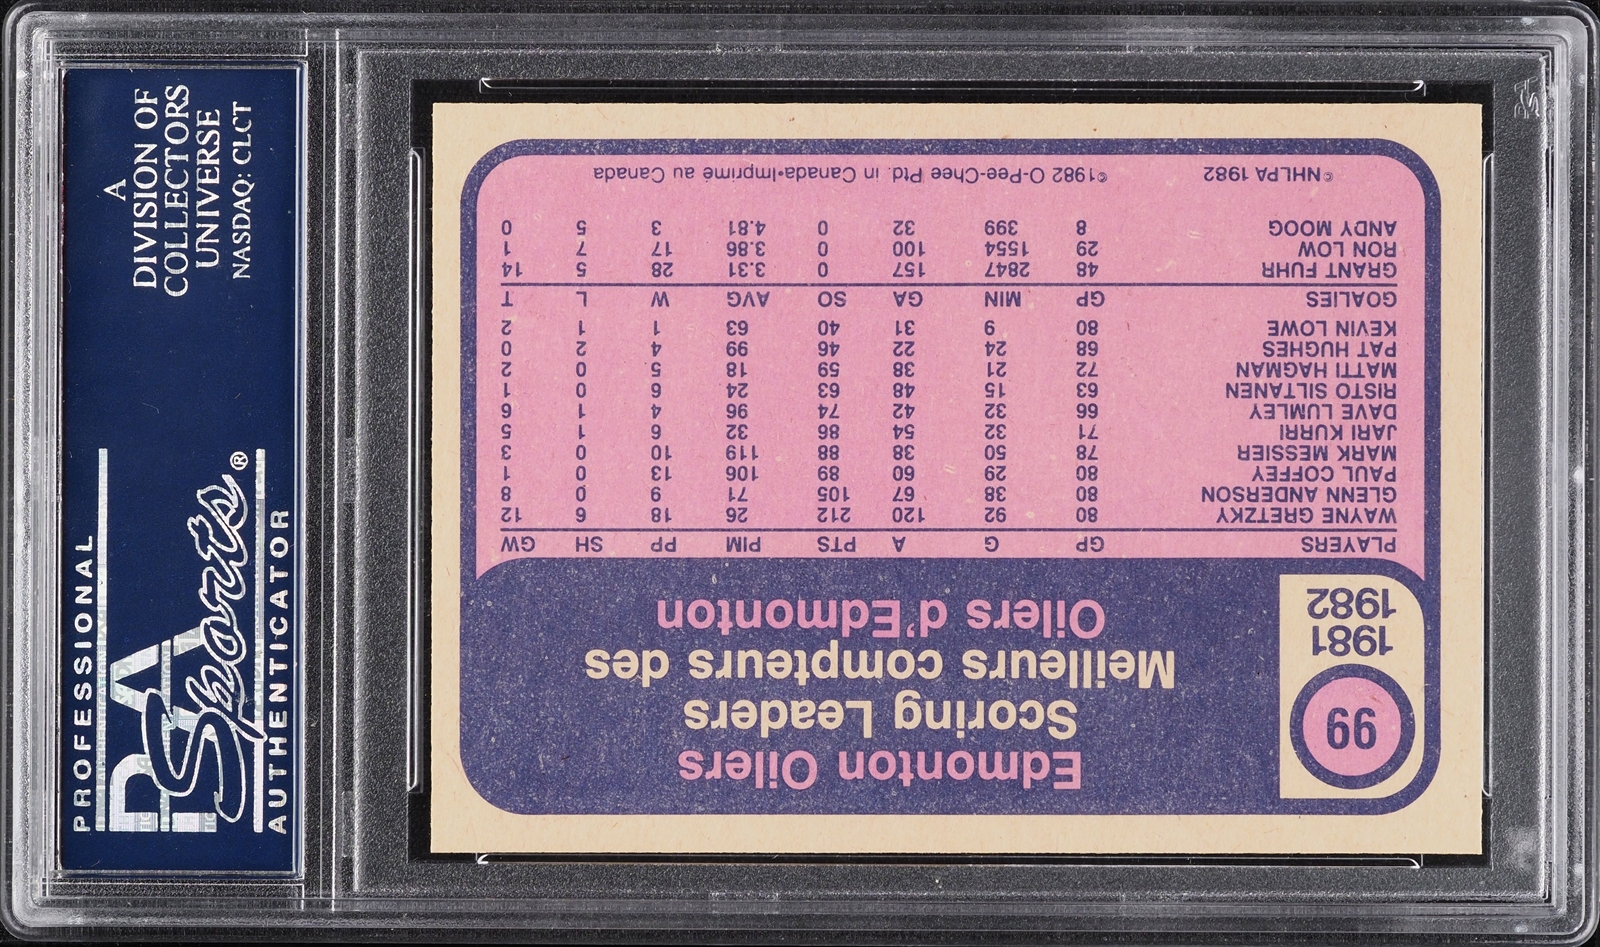 A
DIVISION OF
COLLECTORS
UNIVERSE
NASDAQ: CLCT
PROFESSIONAL
PSA
Sports®
AUTHENTICATOR
99
1981
1982
Edmonton Oilers
Scoring Leaders
Meilleurs compteurs des
Oilers d'Edmonton
PLAYERS GP G A PTS PIM PP SH GW
WAYNE GRETZKY 80 92 120 212 26 18 6 12
GLENN ANDERSON 80 38 67 105 71 9 0 8
PAUL COFFEY 80 29 60 89 106 13 0 1
MARK MESSIER 78 50 38 88 119 10 0 3
JARI KURRI 71 32 54 86 32 6 1 5
DAVE LUMLEY 66 32 42 74 96 4 1 6
RISTO SILTANEN 63 15 48 63 24 6 0 1
MATTI HAGMAN 72 21 38 59 18 5 0 2
PAT HUGHES 68 24 22 46 99 4 2 0
KEVIN LOWE 80 9 31 40 63 1 1 2
GOALIES GP MIN GA SO AVG W L T
GRANT FUHR 48 2847 157 0 3.31 28 5 14
RON LOW 29 1554 100 0 3.86 17 7 1
ANDY MOOG 8 399 32 0 4.81 3 5 0
©NHLPA 1982 ©1982 O-Pee-Chee Ptd. in Canada•Imprimé au Canada